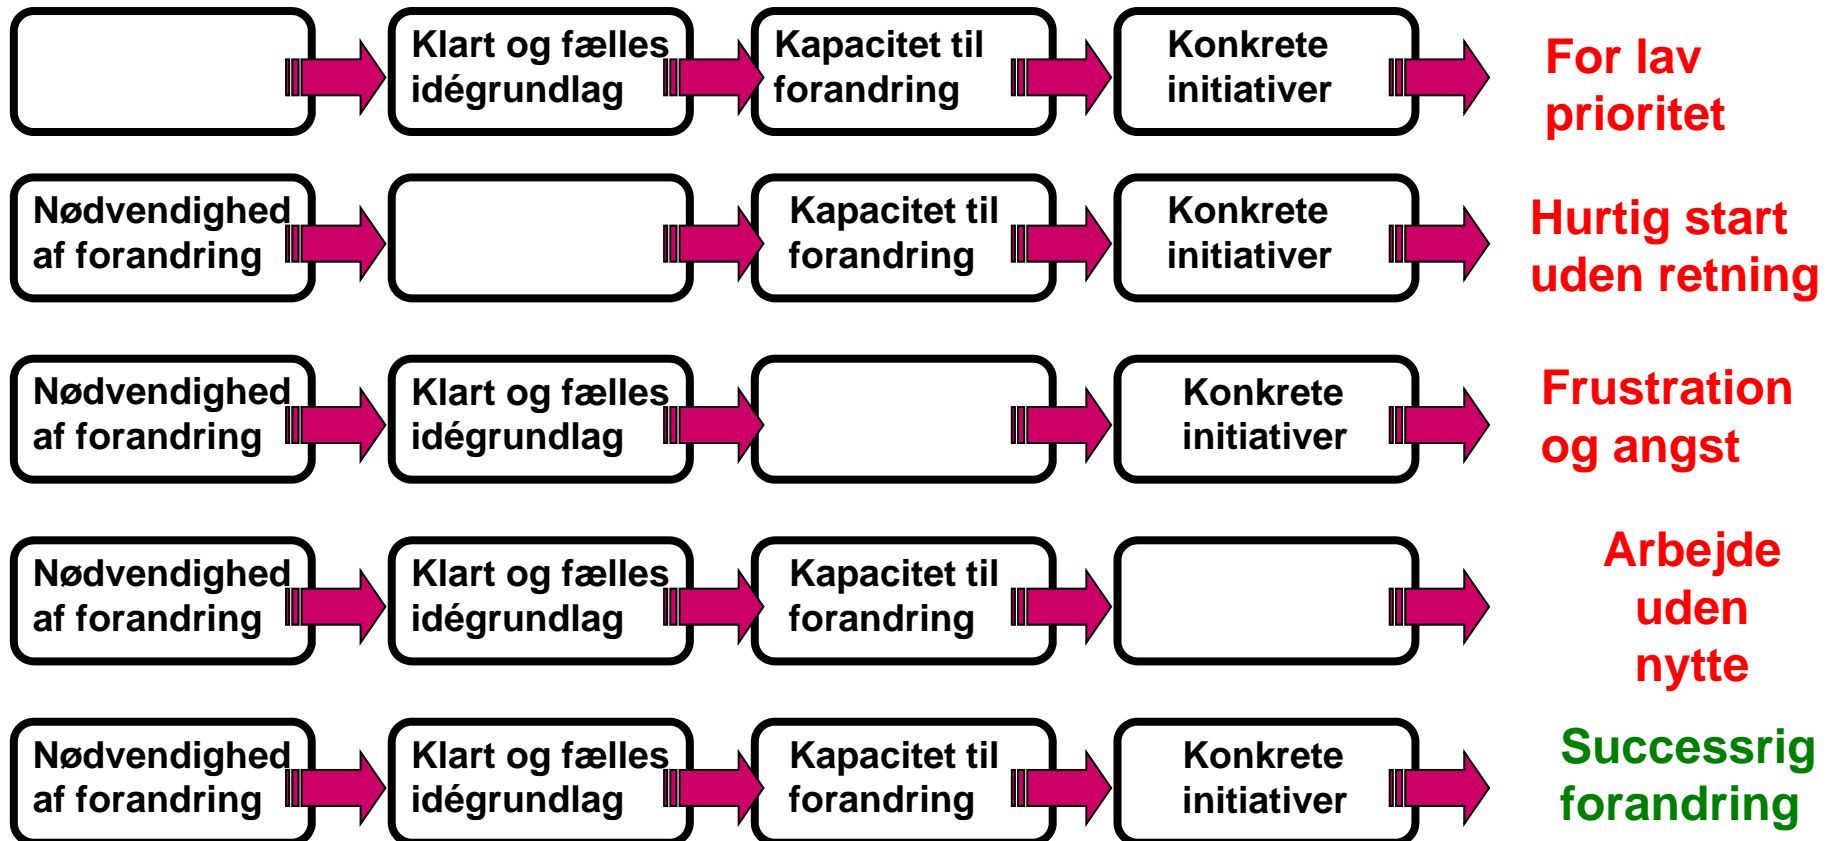 Klart og fælles
idégrundlag
Kapacitet til
forandring
Konkrete
initiativer
For lav
prioritet
Nødvendighed
af forandring
Kapacitet til
forandring
Konkrete
initiativer
Hurtig start
uden retning
Nødvendighed
af forandring
Klart og fælles
idégrundlag
Konkrete
initiativer
Frustration
og angst
Nødvendighed
af forandring
Klart og fælles
idégrundlag
Kapacitet til
forandring
Arbejde
uden
nytte
Nødvendighed
af forandring
Klart og fælles
idégrundlag
Kapacitet til
forandring
Konkrete
initiativer
Successrig
forandring